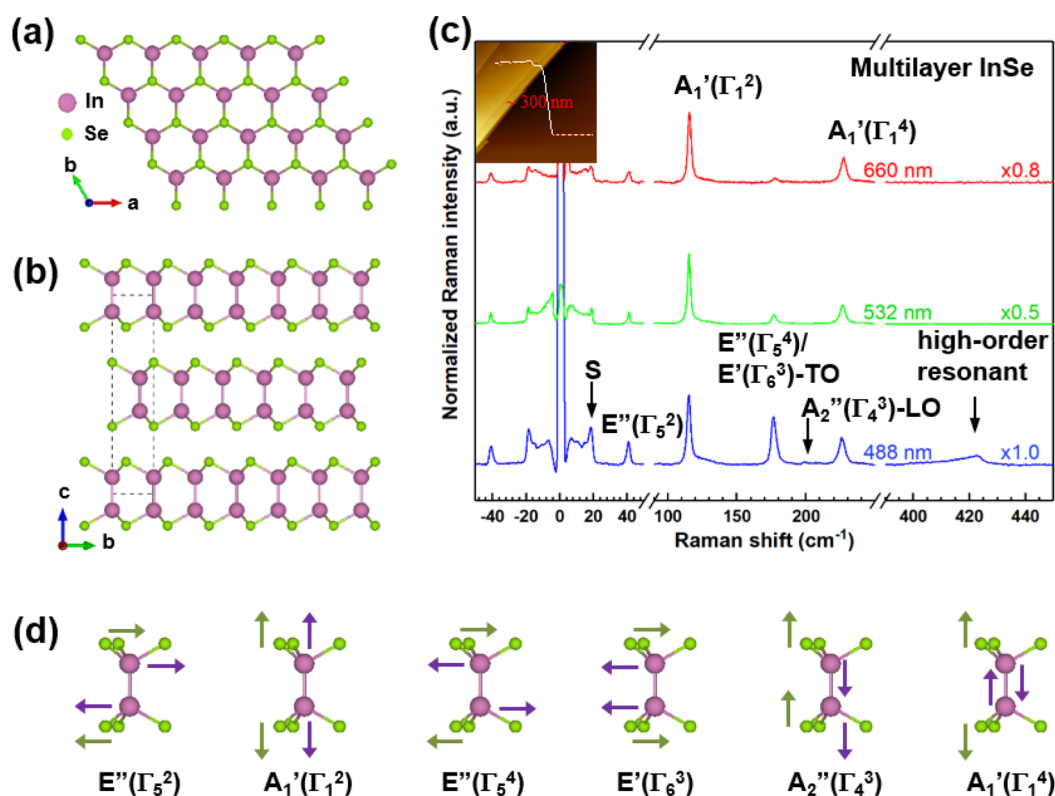 (a)
In
Se
b
a
(b)
c
b
(c)
Normalized Raman intensity (a.u.)
~ 300 nm
Multilayer InSe
A₁’(Γ₁²)
A₁’(Γ₁⁴)
660 nm
x0.8
532 nm
x0.5
E’’(Γ₅⁴)/
E’(Γ₆³)-TO
high-order
resonant
S
E’’(Γ₅²)
A₂’’(Γ₄³)-LO
488 nm
x1.0
-40 -20 0 20 40 100 150 200 400 420 440
Raman shift (cm⁻¹)
(d)
E’’(Γ₅²) A₁’(Γ₁²) E’’(Γ₅⁴) E’(Γ₆³) A₂’’(Γ₄³) A₁’(Γ₁⁴)